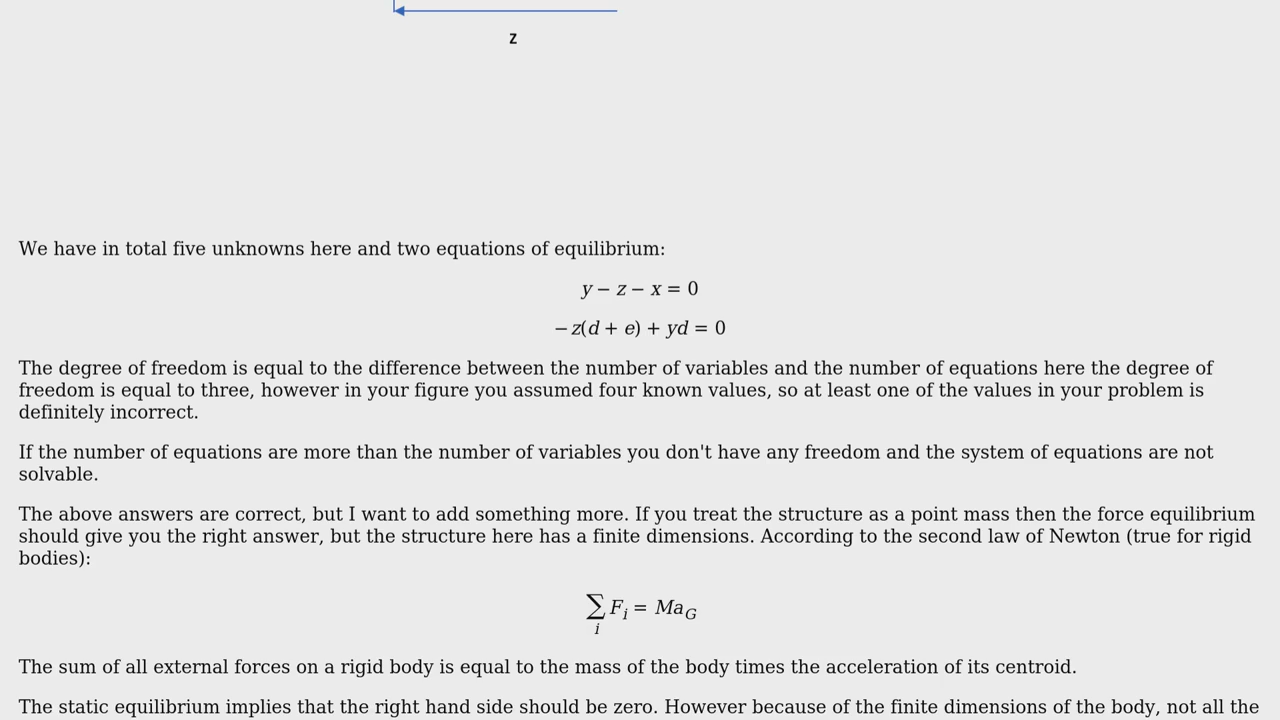 z
We have in total five unknowns here and two equations of equilibrium:
y − z − x = 0
− z(d + e) + yd = 0
The degree of freedom is equal to the difference between the number of variables and the number of equations here the degree of
freedom is equal to three, however in your figure you assumed four known values, so at least one of the values in your problem is
definitely incorrect.
If the number of equations are more than the number of variables you don't have any freedom and the system of equations are not
solvable.
The above answers are correct, but I want to add something more. If you treat the structure as a point mass then the force equilibrium
should give you the right answer, but the structure here has a finite dimensions. According to the second law of Newton (true for rigid
bodies):
∑_i F_i = Ma_G
The sum of all external forces on a rigid body is equal to the mass of the body times the acceleration of its centroid.
The static equilibrium implies that the right hand side should be zero. However because of the finite dimensions of the body, not all the